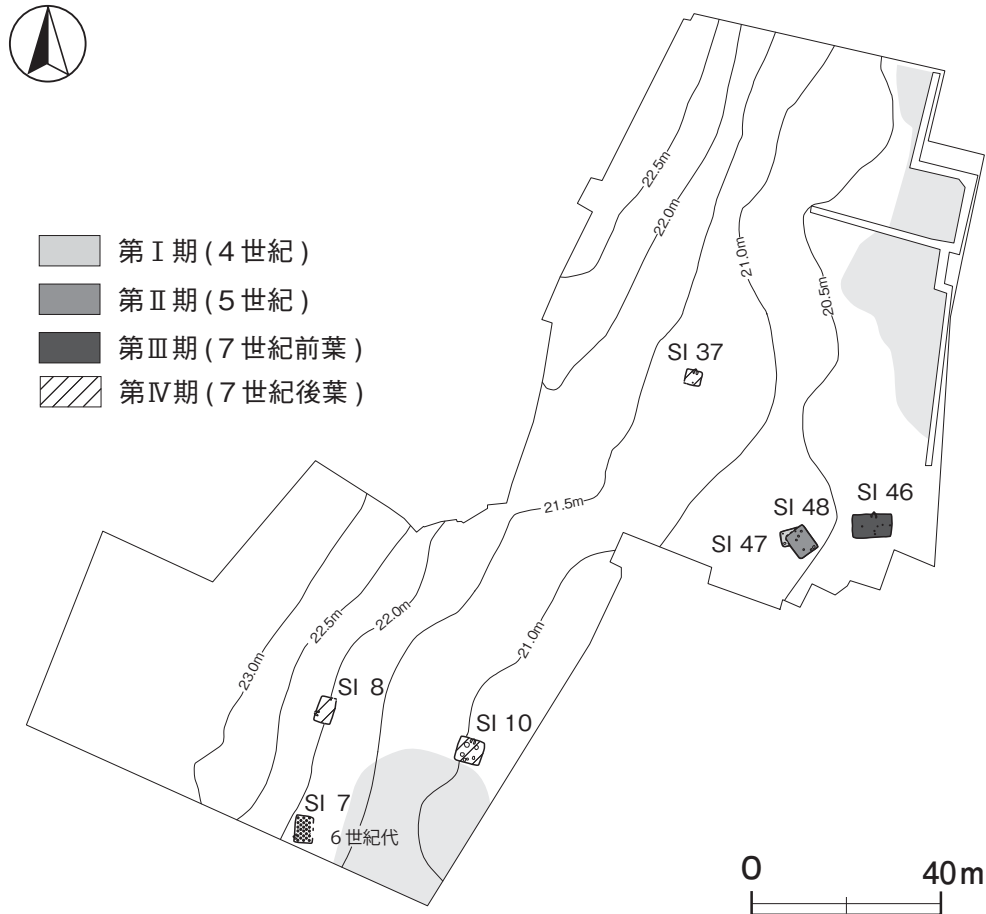 第Ⅰ期(4世紀)
第Ⅱ期(5世紀)
第Ⅲ期(7世紀前葉)
第Ⅳ期(7世紀後葉)
22.5m
22.0m
21.0m
20.5m
SI 37
SI 46
SI 48
SI 47
21.5m
22.5m
22.0m
21.0m
23.0m
SI 8
SI 10
SI 7
6世紀代
0 40m